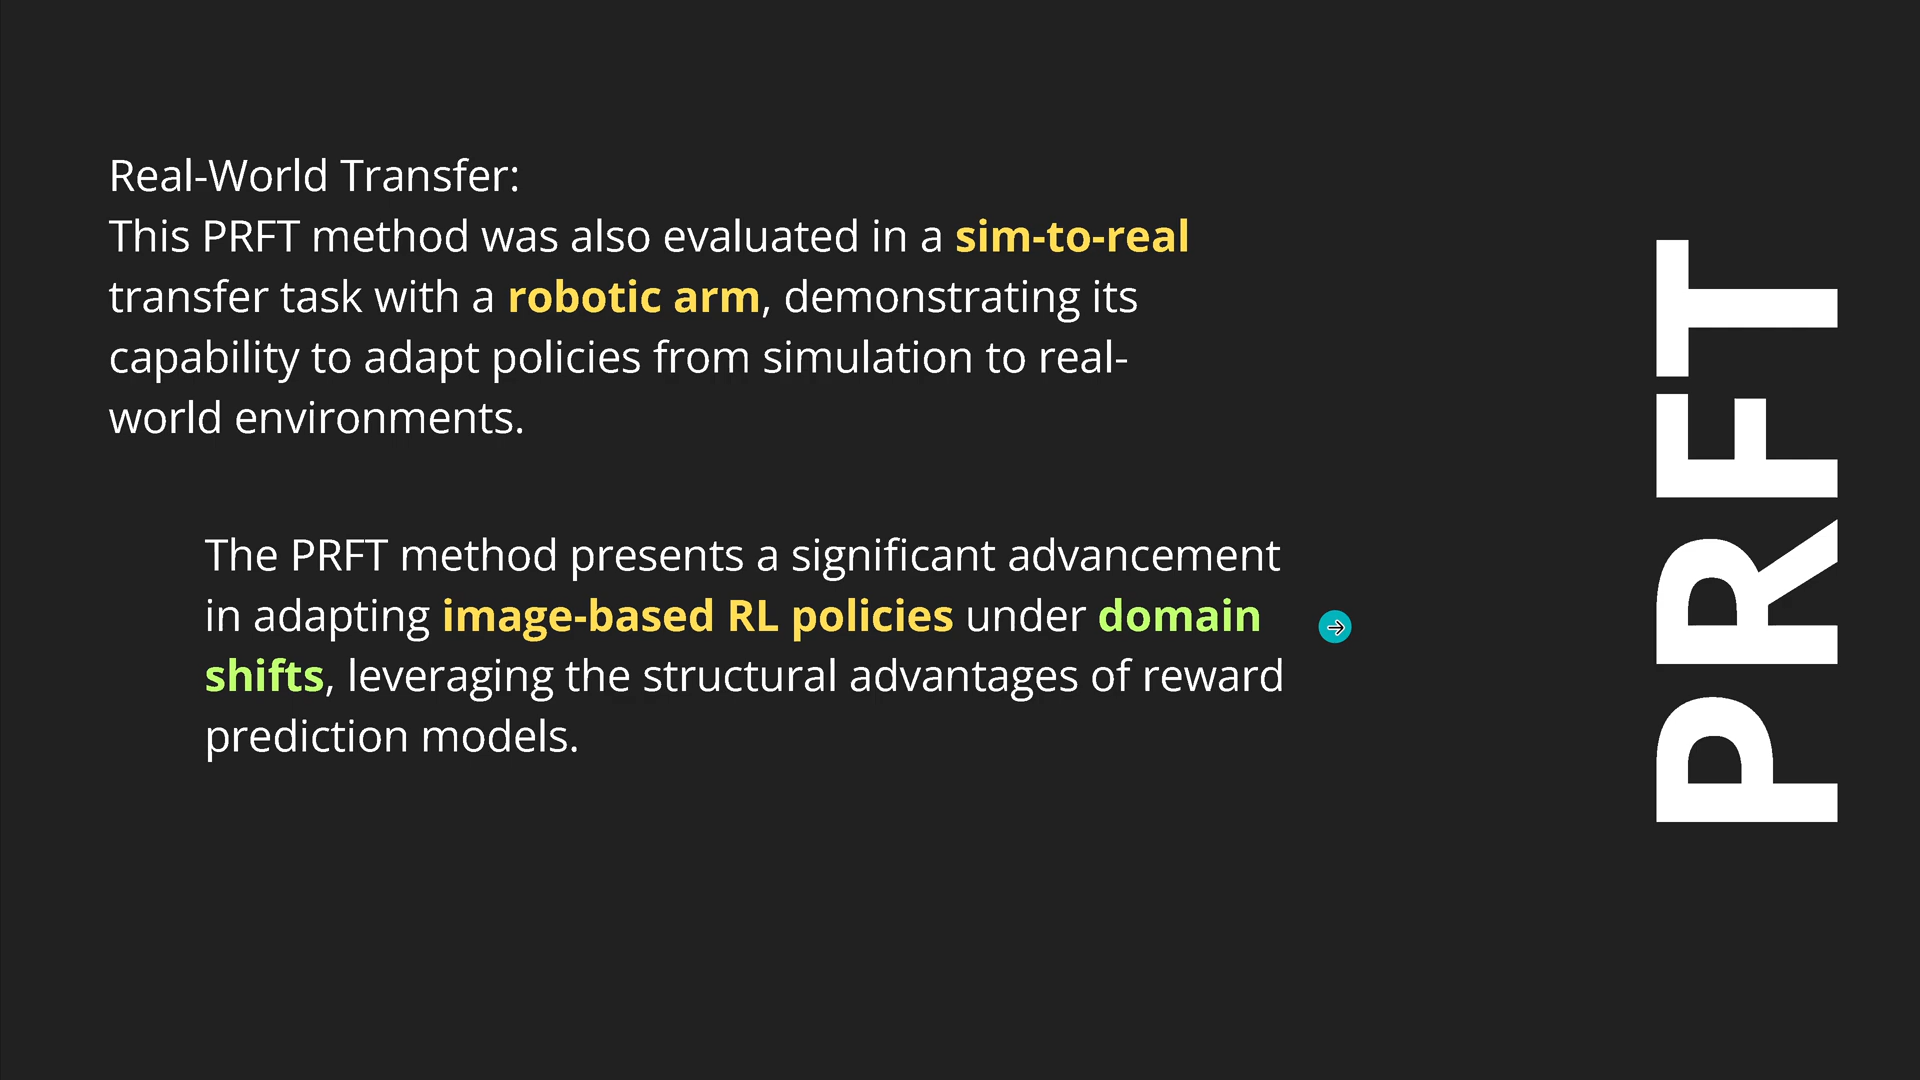 Real-World Transfer:
This PRFT method was also evaluated in a sim-to-real
transfer task with a robotic arm, demonstrating its
capability to adapt policies from simulation to real-
world environments.
The PRFT method presents a significant advancement
in adapting image-based RL policies under domain
shifts, leveraging the structural advantages of reward
prediction models.
PRFT